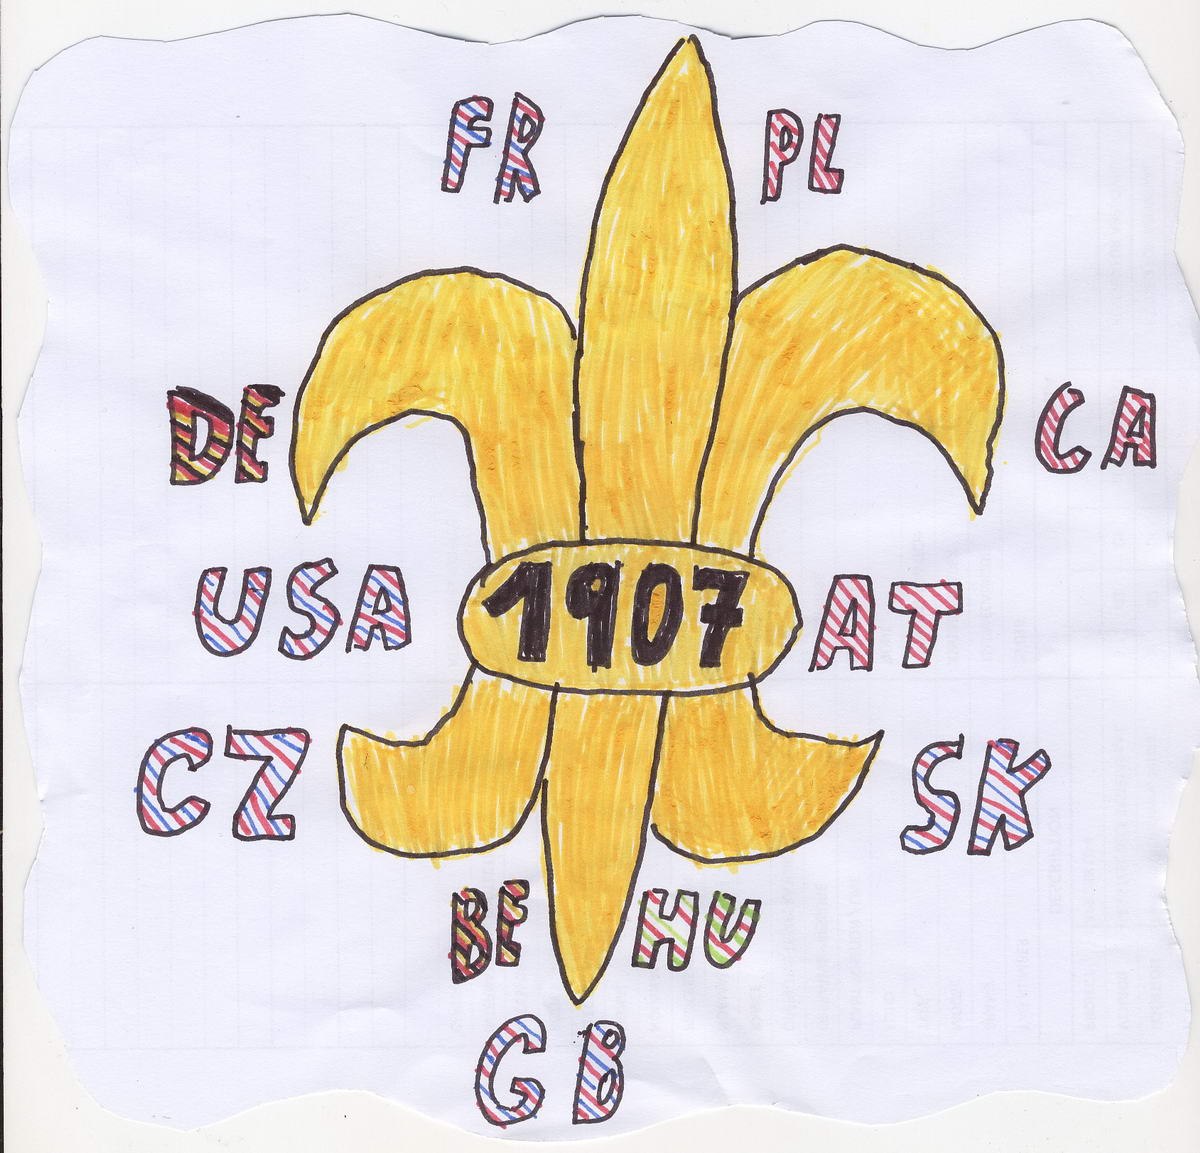 FR PL
DE CA
USA 1907 AT
CZ SK
BE HU
GB